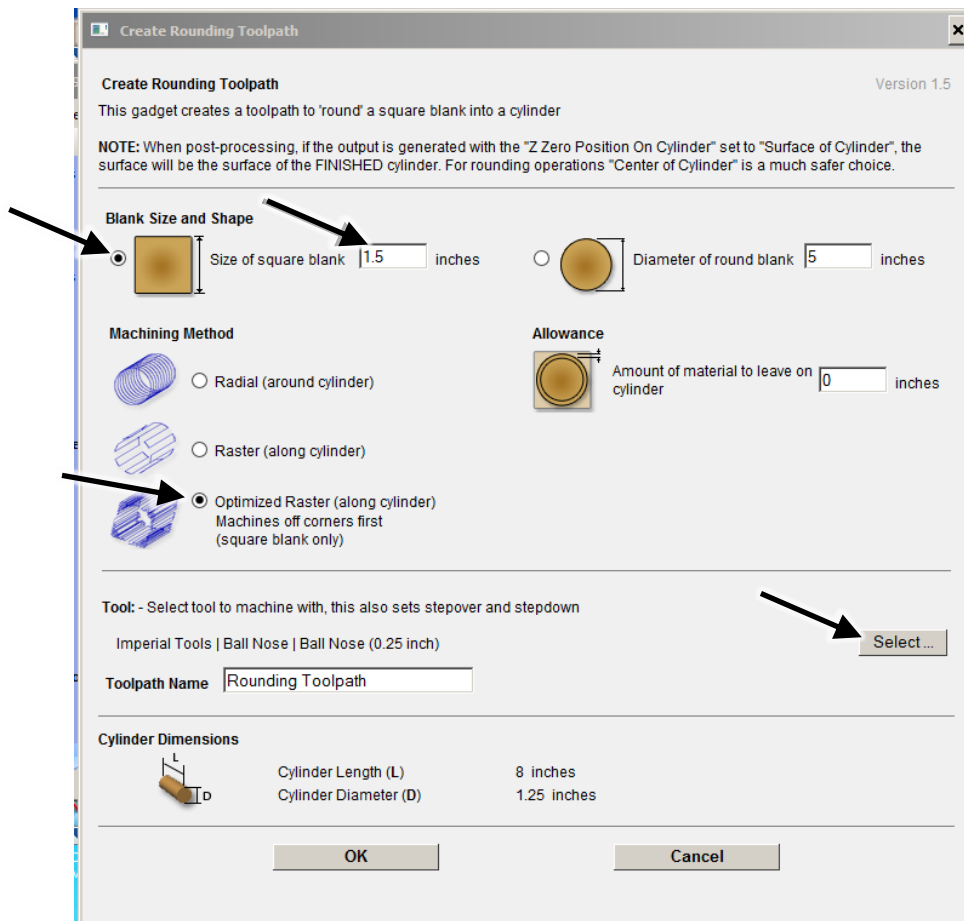 Create Rounding Toolpath
Create Rounding Toolpath Version 1.5
This gadget creates a toolpath to 'round' a square blank into a cylinder
NOTE: When post-processing, if the output is generated with the "Z Zero Position On Cylinder" set to "Surface of Cylinder", the
surface will be the surface of the FINISHED cylinder. For rounding operations "Center of Cylinder" is a much safer choice.
Blank Size and Shape
Size of square blank 1.5 inches
Diameter of round blank 5 inches
Machining Method
Radial (around cylinder)
Raster (along cylinder)
Optimized Raster (along cylinder)
Machines off corners first
(square blank only)
Allowance
Amount of material to leave on
cylinder 0 inches
Tool: - Select tool to machine with, this also sets stepover and stepdown
Imperial Tools | Ball Nose | Ball Nose (0.25 inch) Select ...
Toolpath Name Rounding Toolpath
Cylinder Dimensions
L
D
Cylinder Length (L) 8 inches
Cylinder Diameter (D) 1.25 inches
OK Cancel